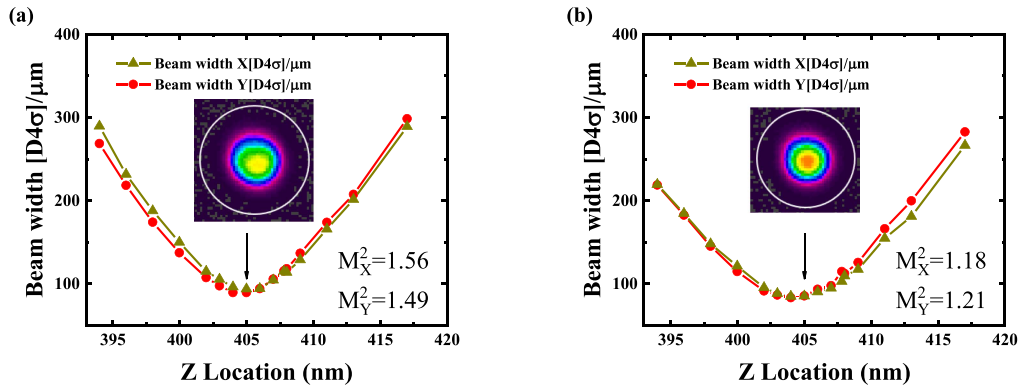 (a)
Beam width [D4σ]/μm
400
300
200
100
Beam width X[D4σ]/μm
Beam width Y[D4σ]/μm
M²X=1.56
M²Y=1.49
395 400 405 410 415 420
Z Location (nm)
(b)
Beam width [D4σ]/μm
400
300
200
100
Beam width X[D4σ]/μm
Beam width Y[D4σ]/μm
M²X=1.18
M²Y=1.21
395 400 405 410 415 420
Z Location (nm)